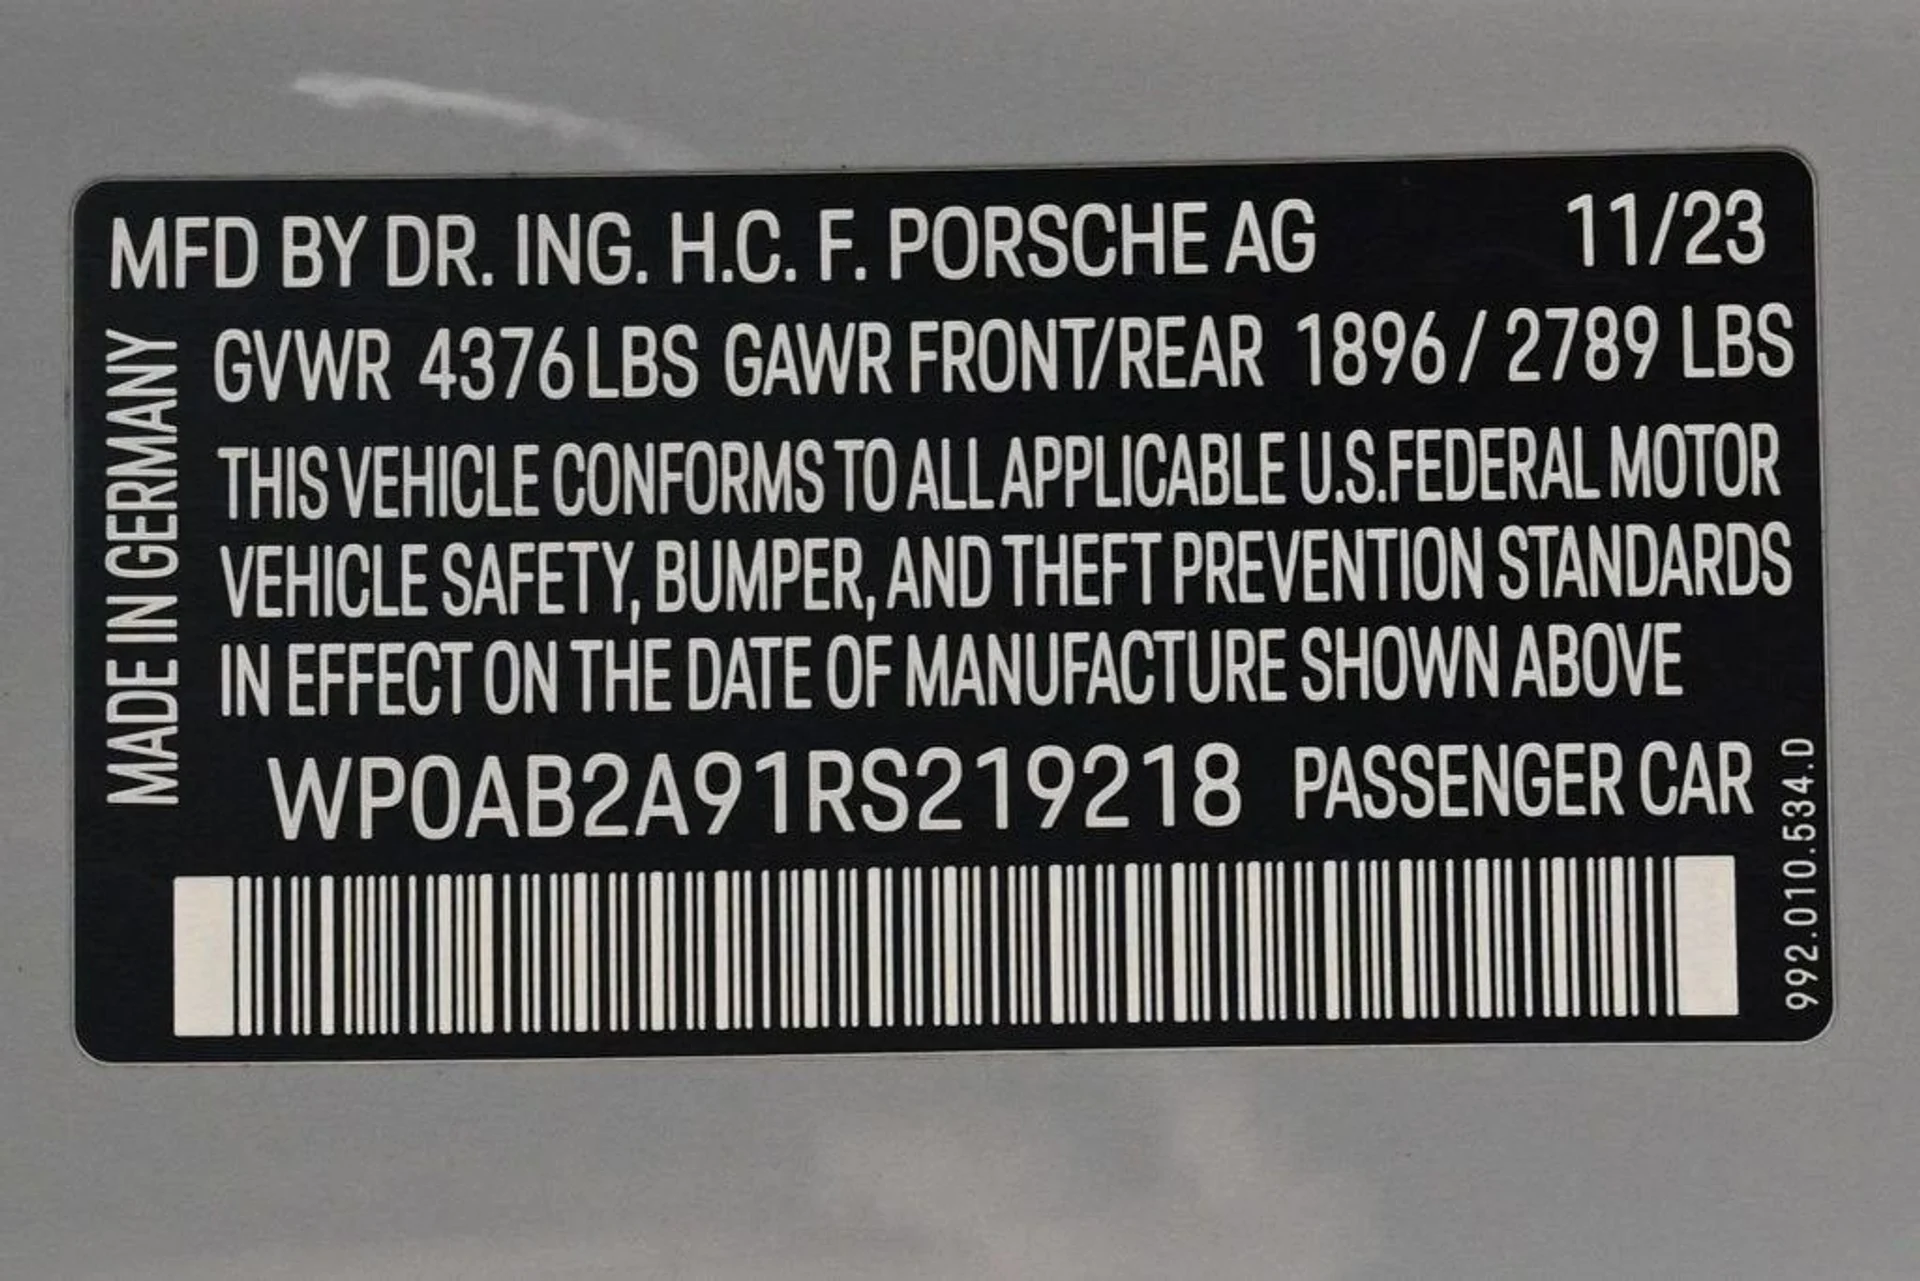 MFD BY DR. ING. H.C. F. PORSCHE AG 11/23
GVWR 4376 LBS GAWR FRONT/REAR 1896 / 2789 LBS
THIS VEHICLE CONFORMS TO ALL APPLICABLE U.S.FEDERAL MOTOR
VEHICLE SAFETY, BUMPER, AND THEFT PREVENTION STANDARDS
IN EFFECT ON THE DATE OF MANUFACTURE SHOWN ABOVE
WP0AB2A91RS219218 PASSENGER CAR
MADE IN GERMANY
992.010.534.D